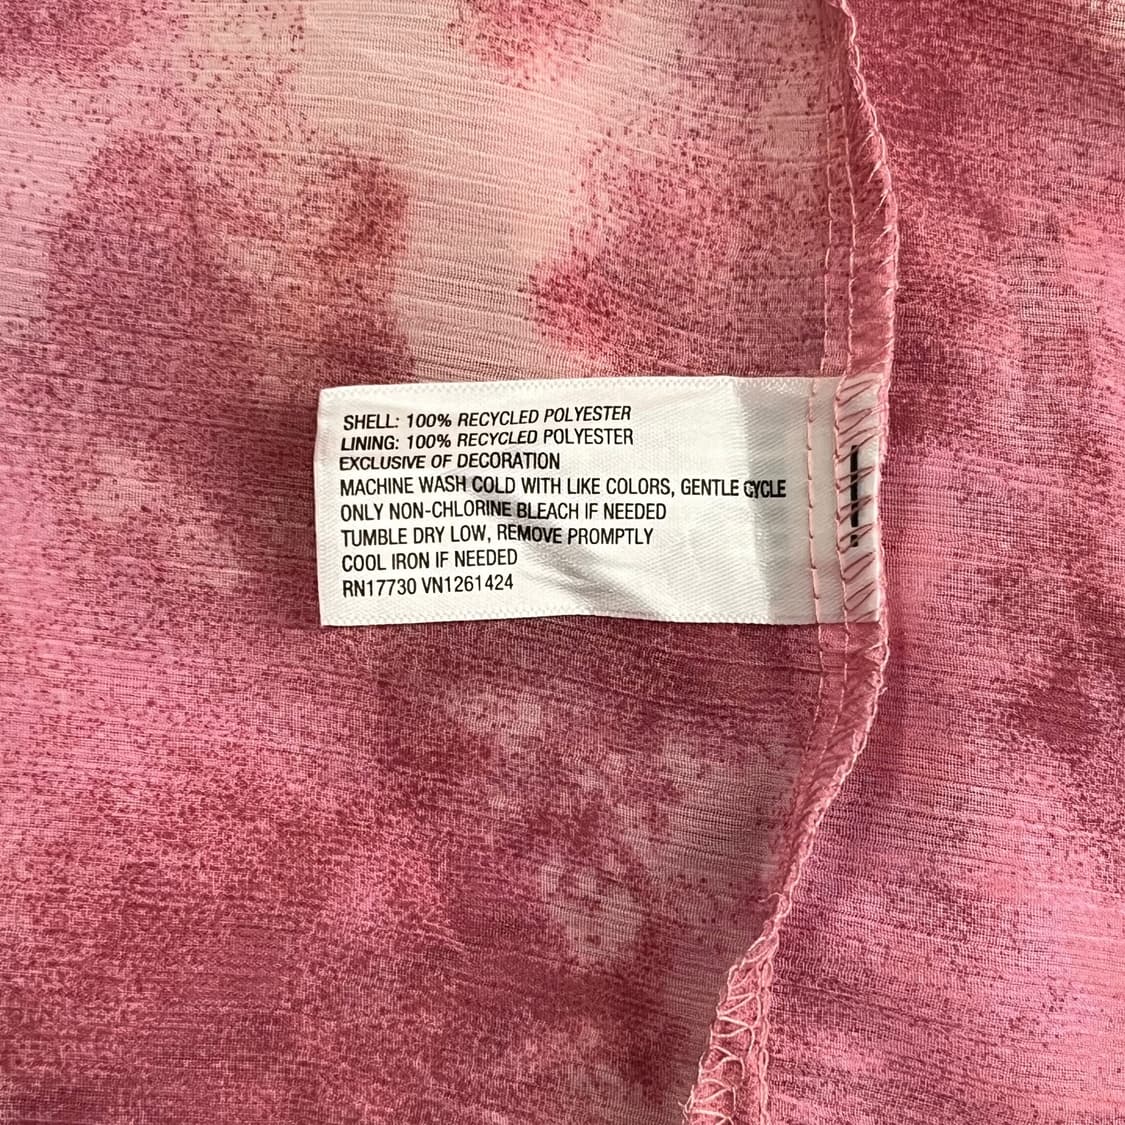 SHELL: 100% RECYCLED POLYESTER
LINING: 100% RECYCLED POLYESTER
EXCLUSIVE OF DECORATION
MACHINE WASH COLD WITH LIKE COLORS, GENTLE CYCLE
ONLY NON-CHLORINE BLEACH IF NEEDED
TUMBLE DRY LOW, REMOVE PROMPTLY
COOL IRON IF NEEDED
RN17730 VN1261424